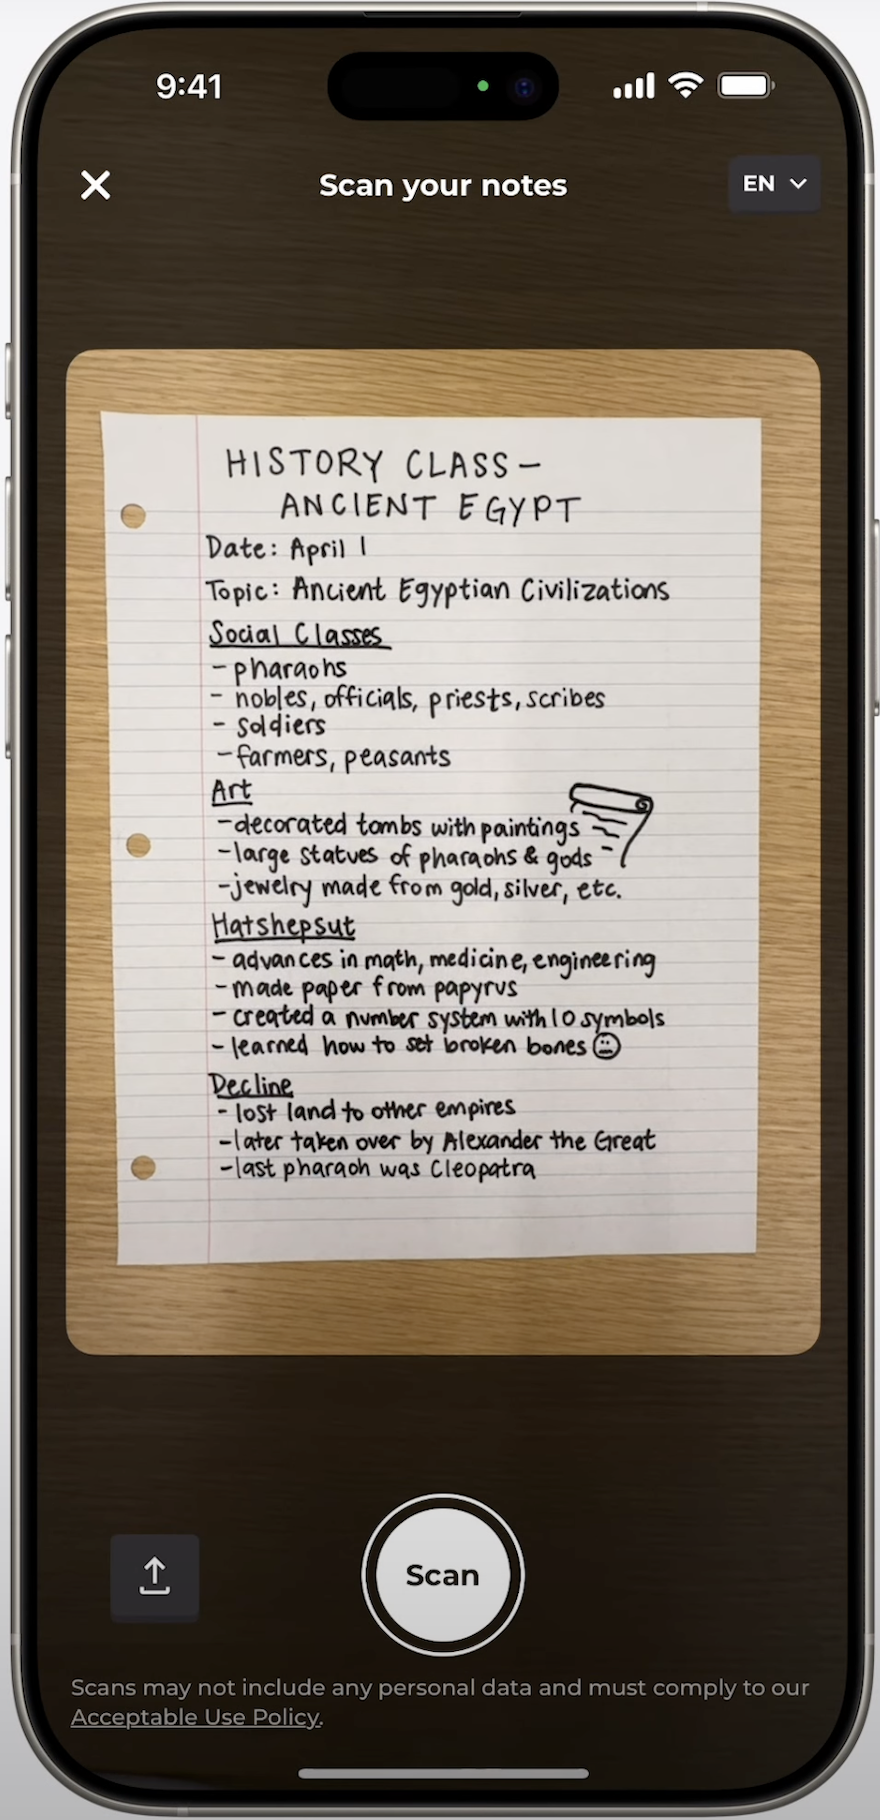 9:41
Scan your notes
EN
HISTORY CLASS –
ANCIENT EGYPT
Date: April 1
Topic: Ancient Egyptian Civilizations
Social Classes
- pharaohs
- nobles, officials, priests, scribes
- soldiers
- farmers, peasants
Art
- decorated tombs with paintings
- large statues of pharaohs & gods
- jewelry made from gold, silver, etc.
Hatshepsut
- advances in math, medicine, engineering
- made paper from papyrus
- created a number system with 10 symbols
- learned how to set broken bones
Decline
- lost land to other empires
- later taken over by Alexander the Great
- last pharaoh was Cleopatra
Scan
Scans may not include any personal data and must comply to our
Acceptable Use Policy.